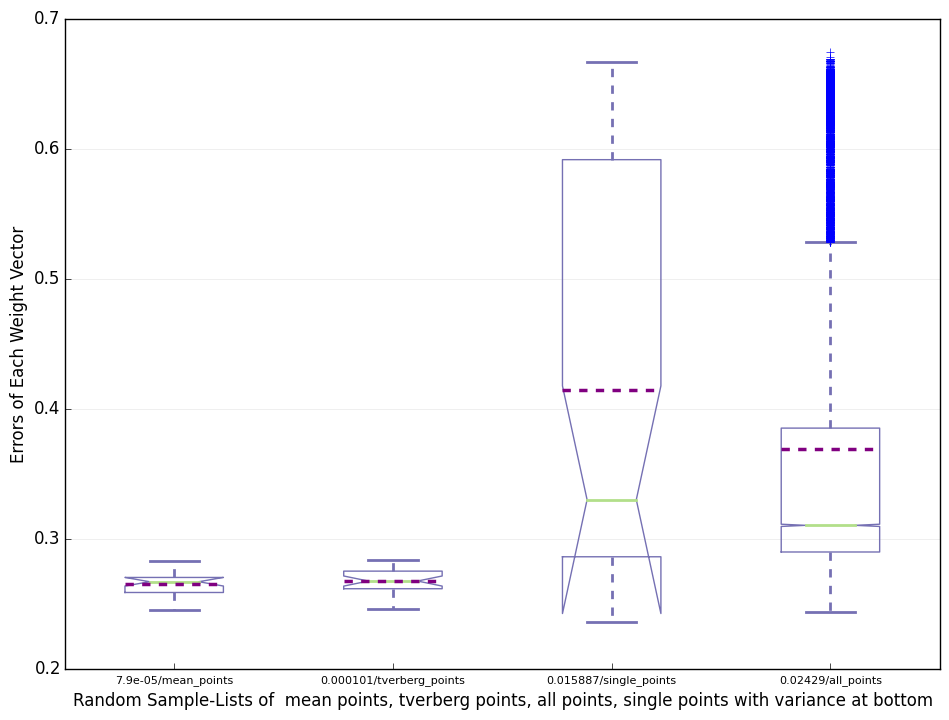 0.7
0.6
0.5
0.4
0.3
0.2
Errors of Each Weight Vector
7.9e-05/mean_points 0.000101/tverberg_points 0.015887/single_points 0.02429/all_points
Random Sample-Lists of  mean points, tverberg points, all points, single points with variance at bottom